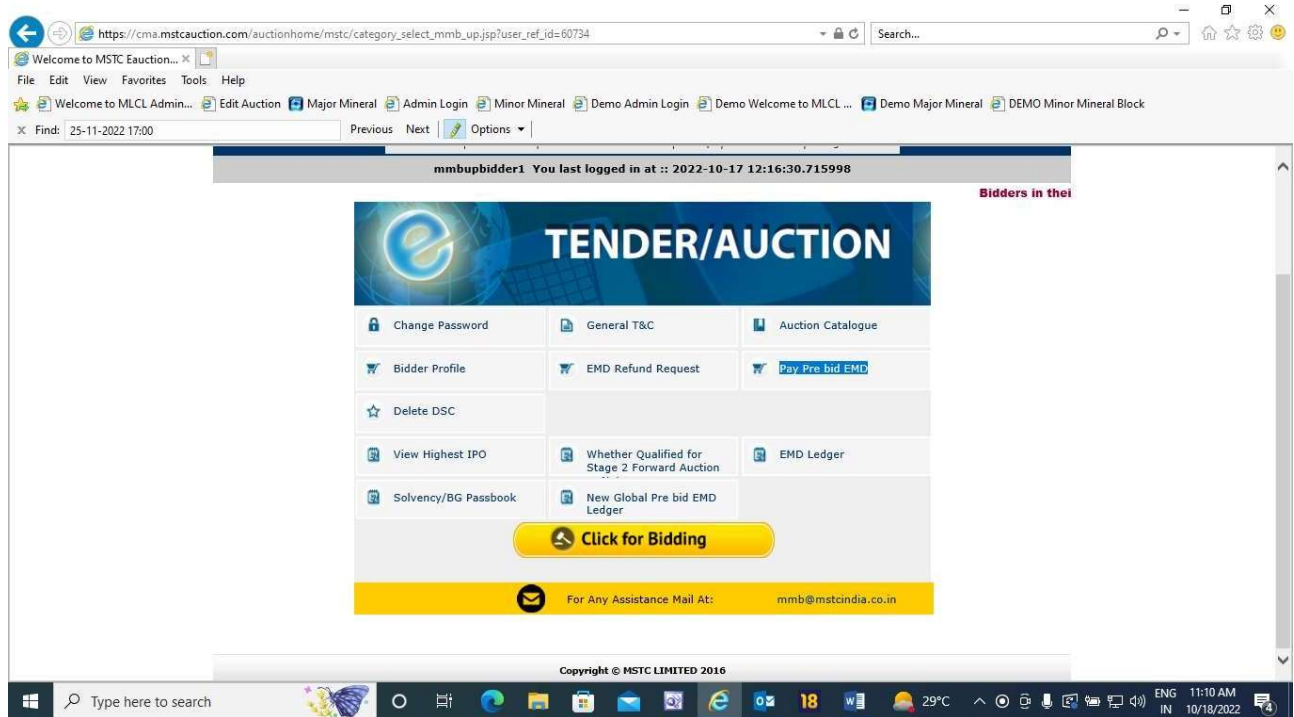 https://cma.mstcauction.com/auctionhome/mstc/category_select_mmb_up.jsp?user_ref_id=60734
Search...
Welcome to MSTC Eauction...
File Edit View Favorites Tools Help
Welcome to MLCL Admin... Edit Auction Major Mineral Admin Login Minor Mineral Demo Admin Login Demo Welcome to MLCL ... Demo Major Mineral DEMO Minor Mineral Block
Find: 25-11-2022 17:00 Previous Next Options
mmbupbidder1 You last logged in at :: 2022-10-17 12:16:30.715998
Bidders in thei
TENDER/AUCTION
Change Password General T&C Auction Catalogue
Bidder Profile EMD Refund Request Pay Pre bid EMD
Delete DSC
View Highest IPO Whether Qualified for
Stage 2 Forward Auction
EMD Ledger
Solvency/BG Passbook New Global Pre bid EMD
Ledger
Click for Bidding
For Any Assistance Mail At: mmb@mstcindia.co.in
Copyright © MSTC LIMITED 2016
Type here to search
18
29°C
ENG 11:10 AM
IN 10/18/2022
4